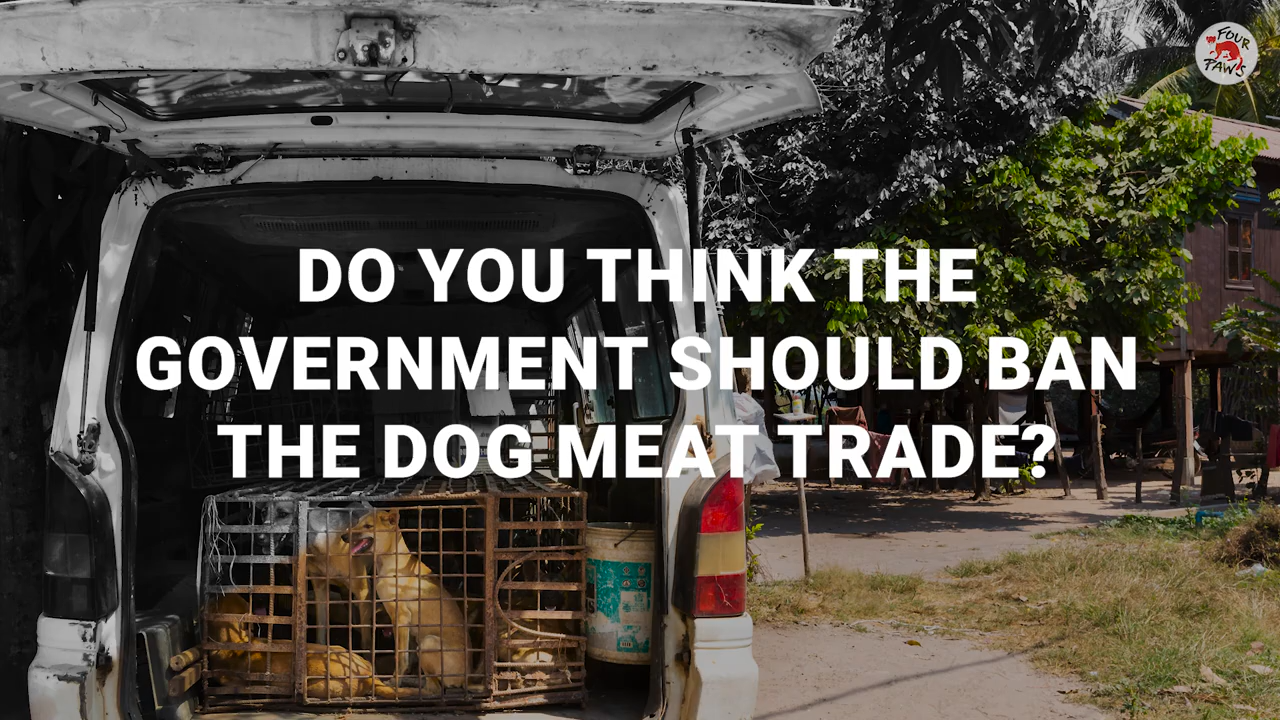 FOUR
PAWS
DO YOU THINK THE
GOVERNMENT SHOULD BAN
THE DOG MEAT TRADE?